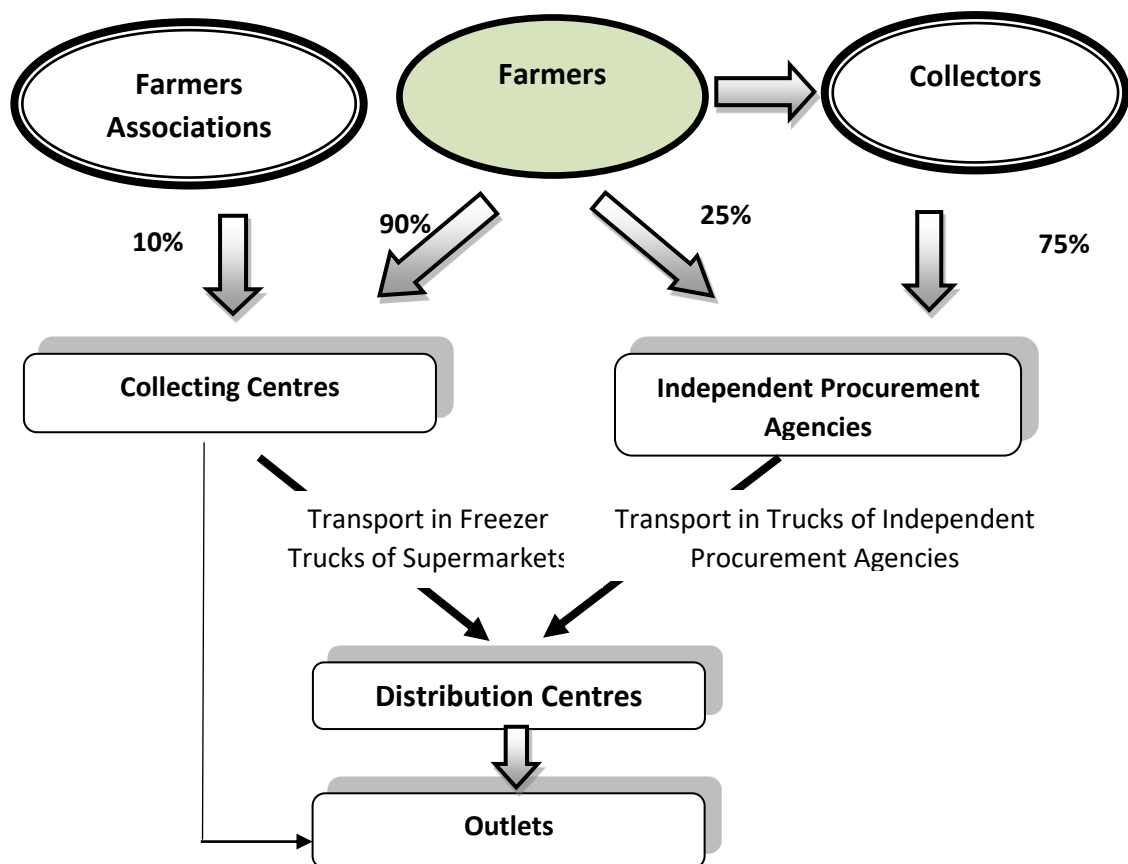 Farmers
Associations
Farmers
Collectors
10%
90%
25%
75%
Collecting Centres
Independent Procurement
Agencies
Transport in Freezer
Trucks of Supermarkets
Transport in Trucks of Independent
Procurement Agencies
Distribution Centres
Outlets